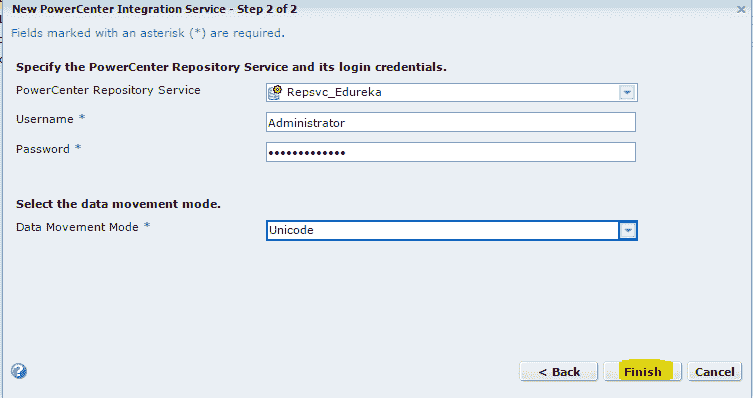 New PowerCenter Integration Service - Step 2 of 2
Fields marked with an asterisk (*) are required.
Specify the PowerCenter Repository Service and its login credentials.
PowerCenter Repository Service Repsvc_Edureka
Username * Administrator
Password * •••••••••••••
Select the data movement mode.
Data Movement Mode * Unicode
? < Back Finish Cancel